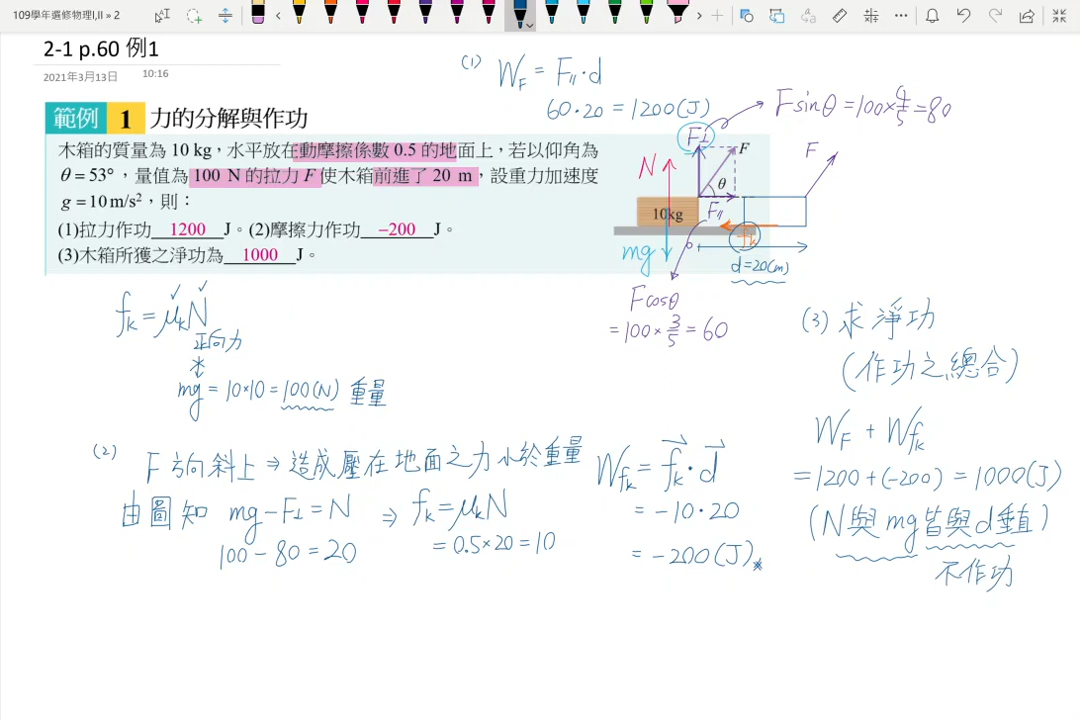 109學年選修物理I,II » 2
2-1 p.60 例1
2021年3月13日 10:16
範例 1 力的分解與作功
木箱的質量為 10 kg，水平放在動摩擦係數 0.5 的地面上，若以仰角為
θ = 53°，量值為 100 N 的拉力 F 使木箱前進了 20 m，設重力加速度
g = 10 m/s²，則：
(1)拉力作功 1200 J。(2)摩擦力作功 −200 J。
(3)木箱所獲之淨功為 1000 J。
(1) W_F = F_∥·d
60·20 = 1200(J)
Fsinθ = 100×4/5 = 80
F⊥
F
F
N
θ
10kg
F∥
fk
mg
d=20(m)
Fcosθ
= 100×3/5 = 60
fk = μkN
正向力
mg = 10×10 = 100(N) 重量
(2) F方向斜上 ⇒ 造成壓在地面之力小於重量
由圖知 mg − F⊥ = N ⇒ fk = μkN
100 − 80 = 20
= 0.5×20 = 10
W_fk = fk·d
= −10·20
= −200(J)
(3) 求淨功
(作功之總合)
W_F + W_fk
= 1200 + (−200) = 1000(J)
(N與mg皆與d垂直)
不作功